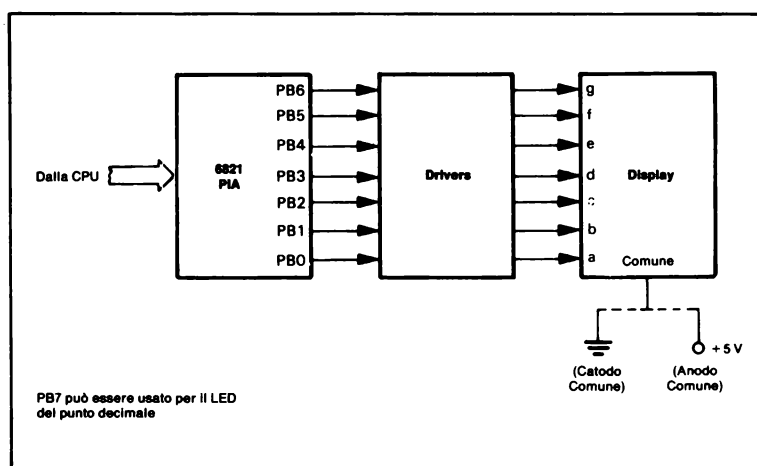 PB6
PB5
PB4
PB3
PB2
PB1
PB0
Dalla CPU
6821
PIA
Drivers
g
f
e
d
c
b
a
Display
Comune
(Catodo
Comune)
+ 5 V
(Anodo
Comune)
PB7 può essere usato per il LED
del punto decimale